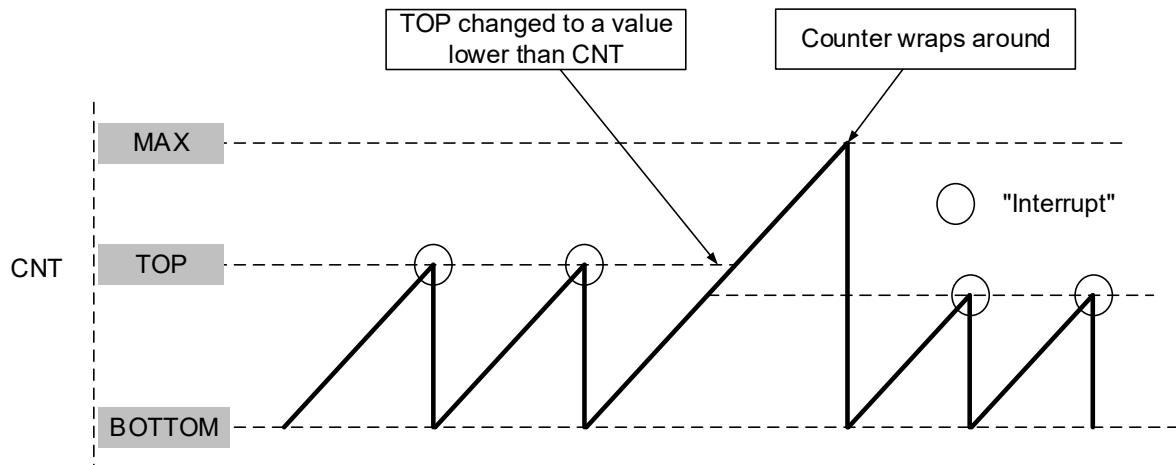 TOP changed to a value
lower than CNT
Counter wraps around
MAX
"Interrupt"
CNT
TOP
BOTTOM